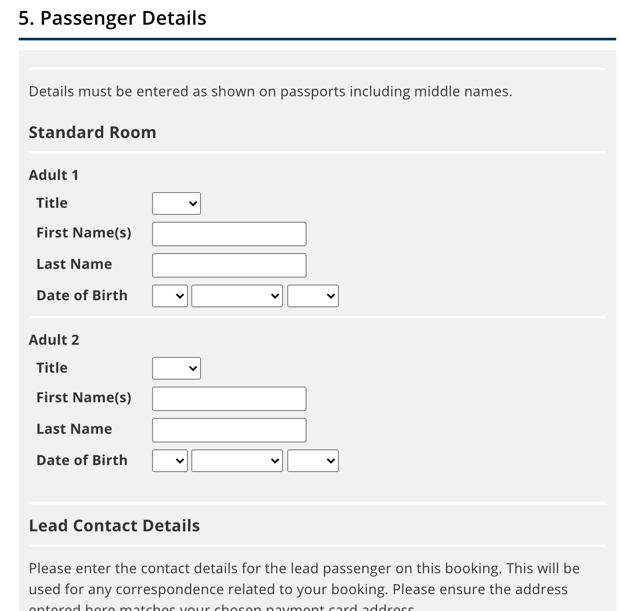 5. Passenger Details
Details must be entered as shown on passports including middle names.
Standard Room
Adult 1
Title
First Name(s)
Last Name
Date of Birth
Adult 2
Title
First Name(s)
Last Name
Date of Birth
Lead Contact Details
Please enter the contact details for the lead passenger on this booking. This will be
used for any correspondence related to your booking. Please ensure the address
entered here matches your chosen payment card address.